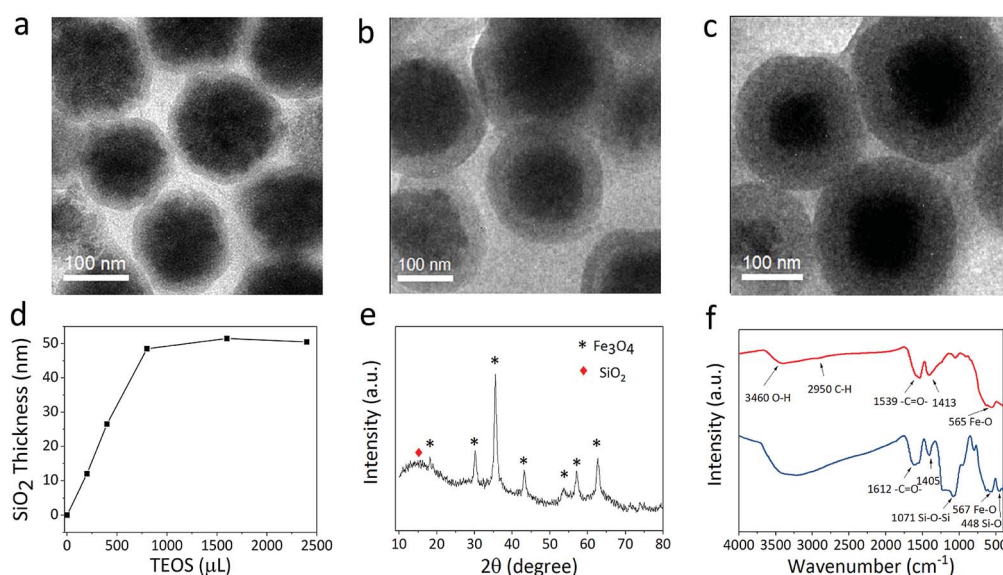 a
b
c
100 nm
100 nm
100 nm
d
SiO2 Thickness (nm)
50
40
30
20
10
0
0 500 1000 1500 2000 2500
TEOS (μL)
e
Intensity (a.u.)
* Fe3O4
♦ SiO2
* * * * * * *
10 20 30 40 50 60 70 80
2θ (degree)
f
Intensity (a.u.)
3460 O-H
2950 C-H
1539 -C=O-
1413
565 Fe-O
1612 -C=O-
1405
1071 Si-O-Si
567 Fe-O
448 Si-O
4000 3500 3000 2500 2000 1500 1000 500
Wavenumber (cm-1)